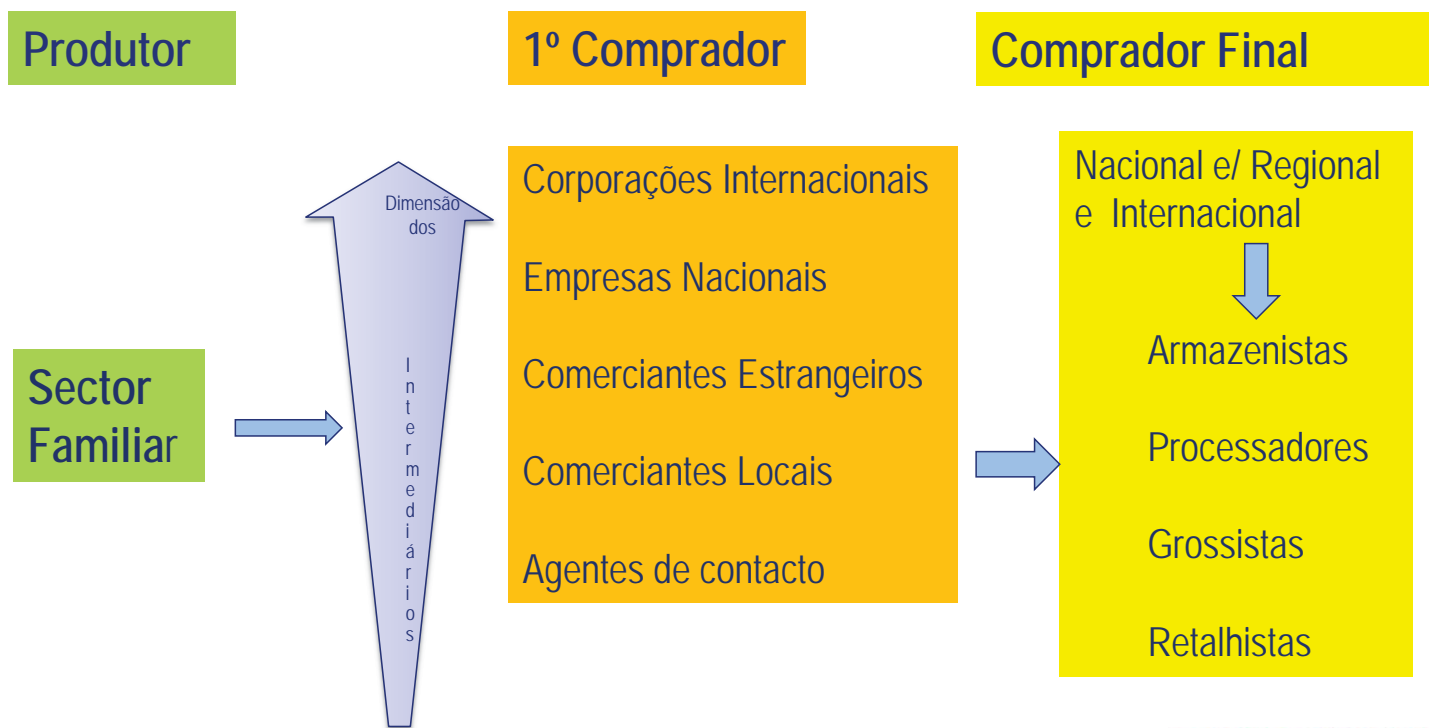 Produtor
1º Comprador
Comprador Final
Sector
Familiar
Dimensão
dos
Intermediários
Corporações Internacionais
Empresas Nacionais
Comerciantes Estrangeiros
Comerciantes Locais
Agentes de contacto
Nacional e/ Regional
e Internacional
Armazenistas
Processadores
Grossistas
Retalhistas